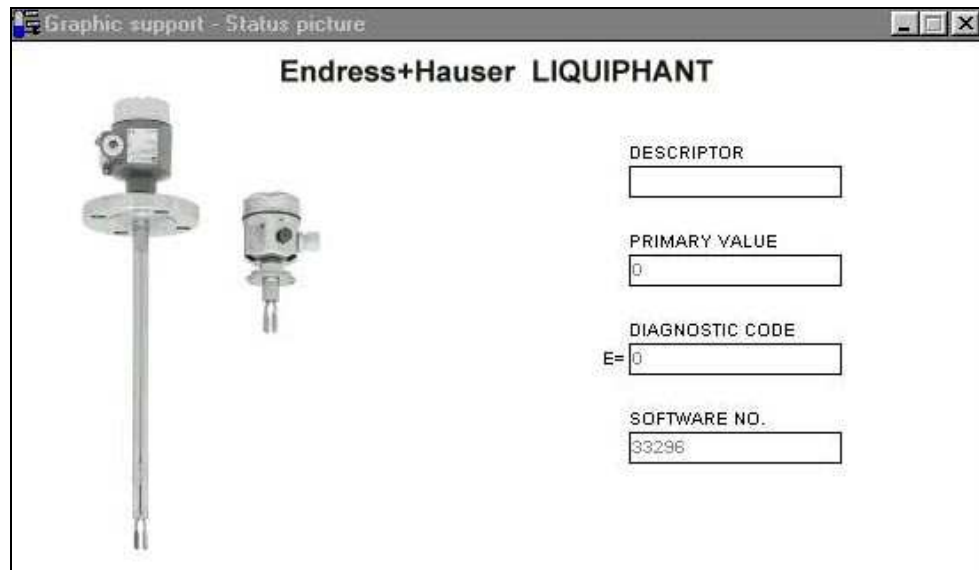 Graphic support - Status picture
Endress+Hauser LIQUIPHANT
DESCRIPTOR
PRIMARY VALUE
0
DIAGNOSTIC CODE
E= 0
SOFTWARE NO.
33296